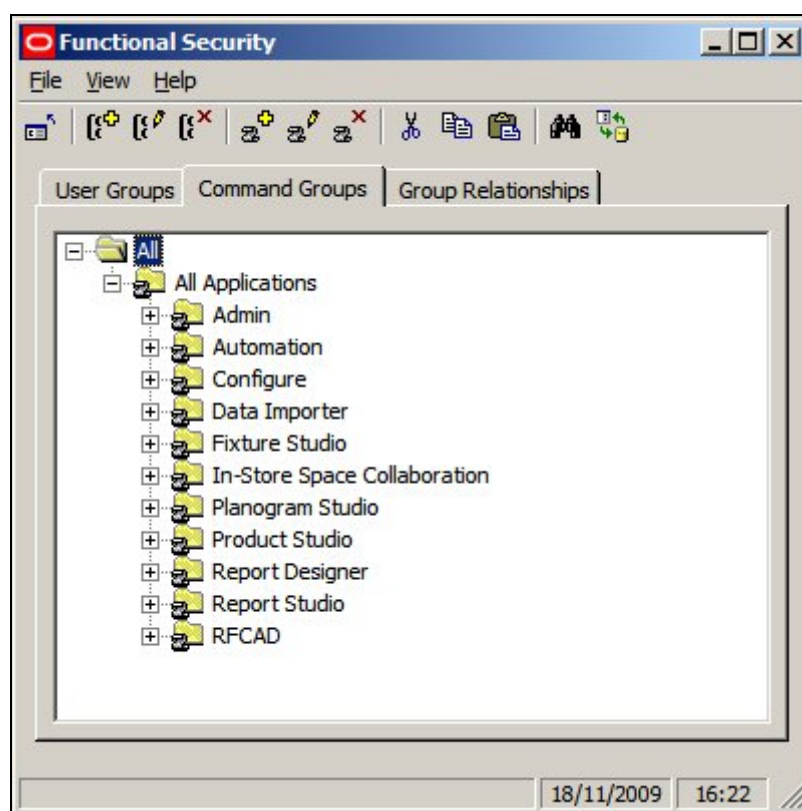 Functional Security
File View Help
User Groups Command Groups Group Relationships
All
All Applications
Admin
Automation
Configure
Data Importer
Fixture Studio
In-Store Space Collaboration
Planogram Studio
Product Studio
Report Designer
Report Studio
RFCAD
18/11/2009 16:22